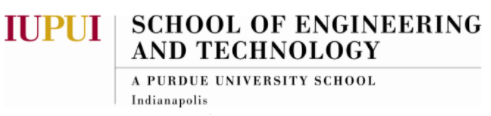 IUPUI
SCHOOL OF ENGINEERING
AND TECHNOLOGY
A PURDUE UNIVERSITY SCHOOL
Indianapolis